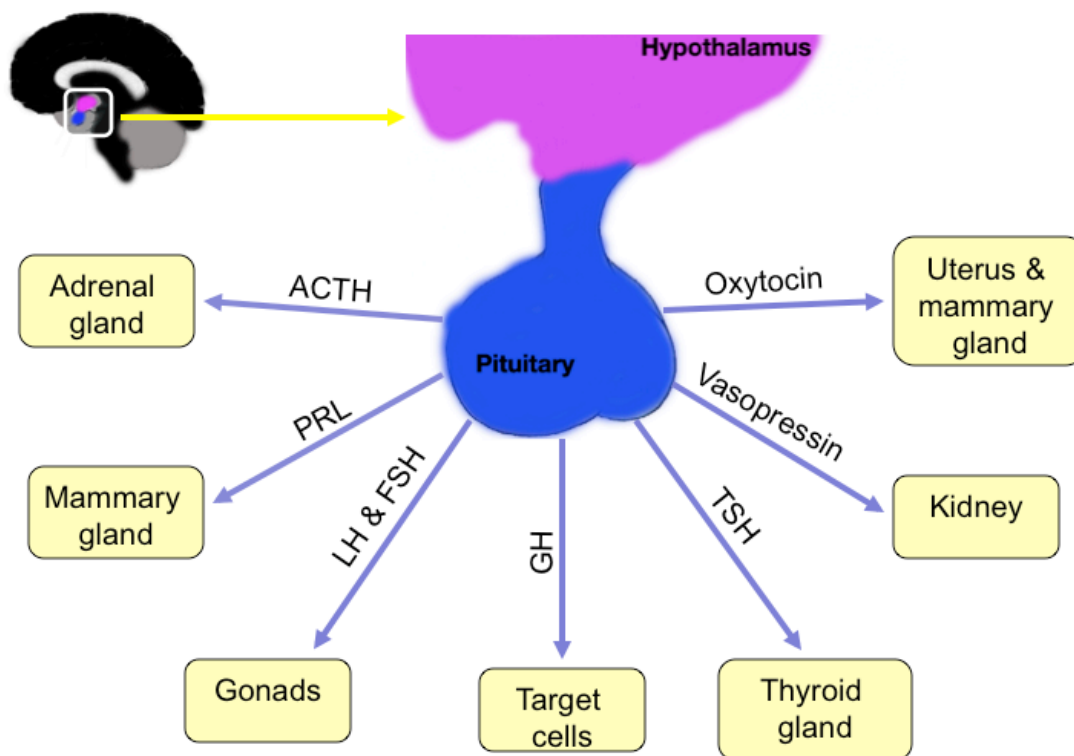 Hypothalamus
Adrenal
gland
ACTH
Oxytocin
Uterus &
mammary
gland
Pituitary
PRL
Vasopressin
Mammary
gland
LH & FSH
GH
TSH
Kidney
Gonads
Target
cells
Thyroid
gland